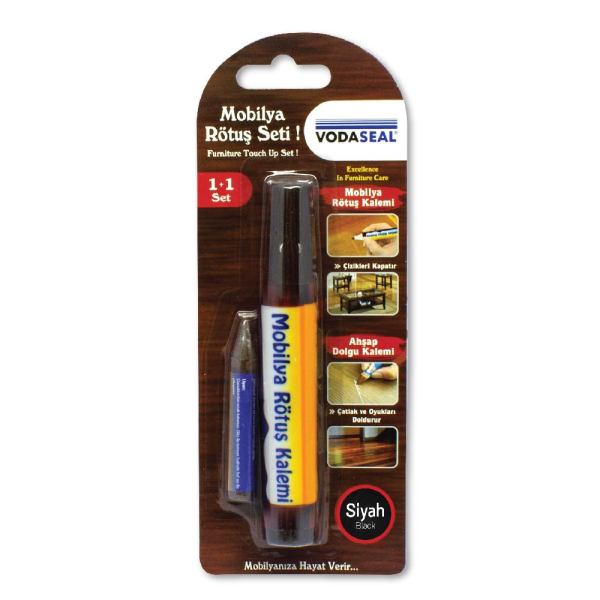 Mobilya
Rötuş Seti !
Furniture Touch Up Set !
1+1
Set
VODASEAL®
Excellence
In Furniture Care
Mobilya
Rötuş Kalemi
>> Çizikleri Kapatır
Ahşap
Dolgu Kalemi
>> Çatlak ve Oyukları
Doldurur
Mobilya Rötuş Kalemi
Uyarı:
Siyah
Black
Mobilyanıza Hayat Verir...